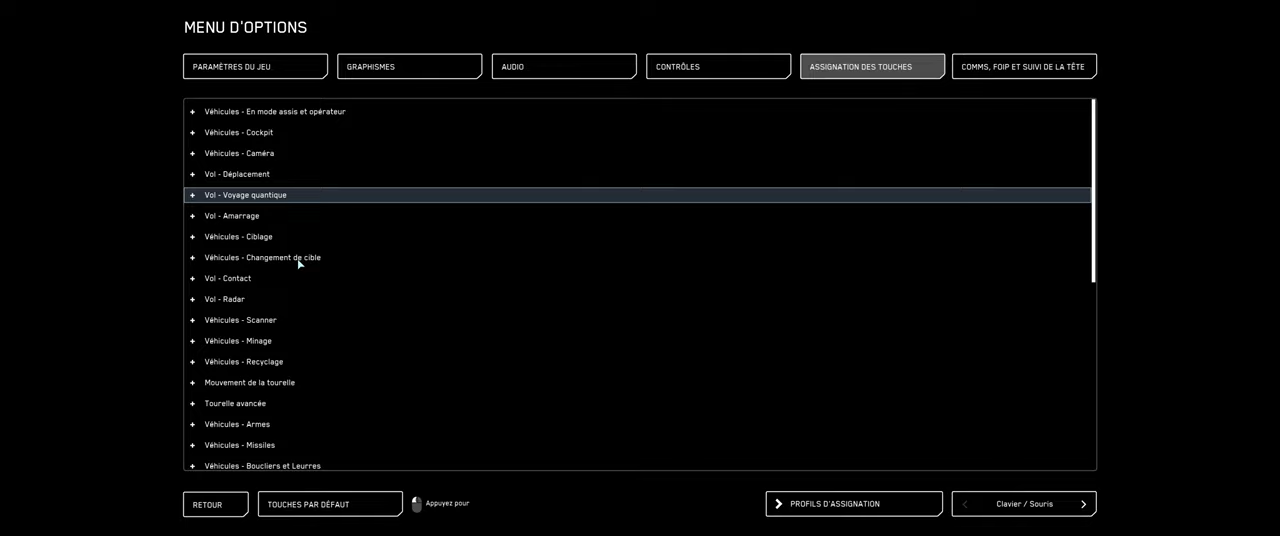 MENU D'OPTIONS
PARAMÈTRES DU JEU
GRAPHISMES
AUDIO
CONTRÔLES
ASSIGNATION DES TOUCHES
COMMS, FOIP ET SUIVI DE LA TÊTE
+ Véhicules - En mode assis et opérateur
+ Véhicules - Cockpit
+ Véhicules - Caméra
+ Vol - Déplacement
+ Vol - Voyage quantique
+ Vol - Amarrage
+ Véhicules - Ciblage
+ Véhicules - Changement de cible
+ Vol - Contact
+ Vol - Radar
+ Véhicules - Scanner
+ Véhicules - Minage
+ Véhicules - Recyclage
+ Mouvement de la tourelle
+ Tourelle avancée
+ Véhicules - Armes
+ Véhicules - Missiles
+ Véhicules - Boucliers et Leurres
RETOUR
TOUCHES PAR DÉFAUT
Appuyez pour
PROFILS D'ASSIGNATION
Clavier / Souris